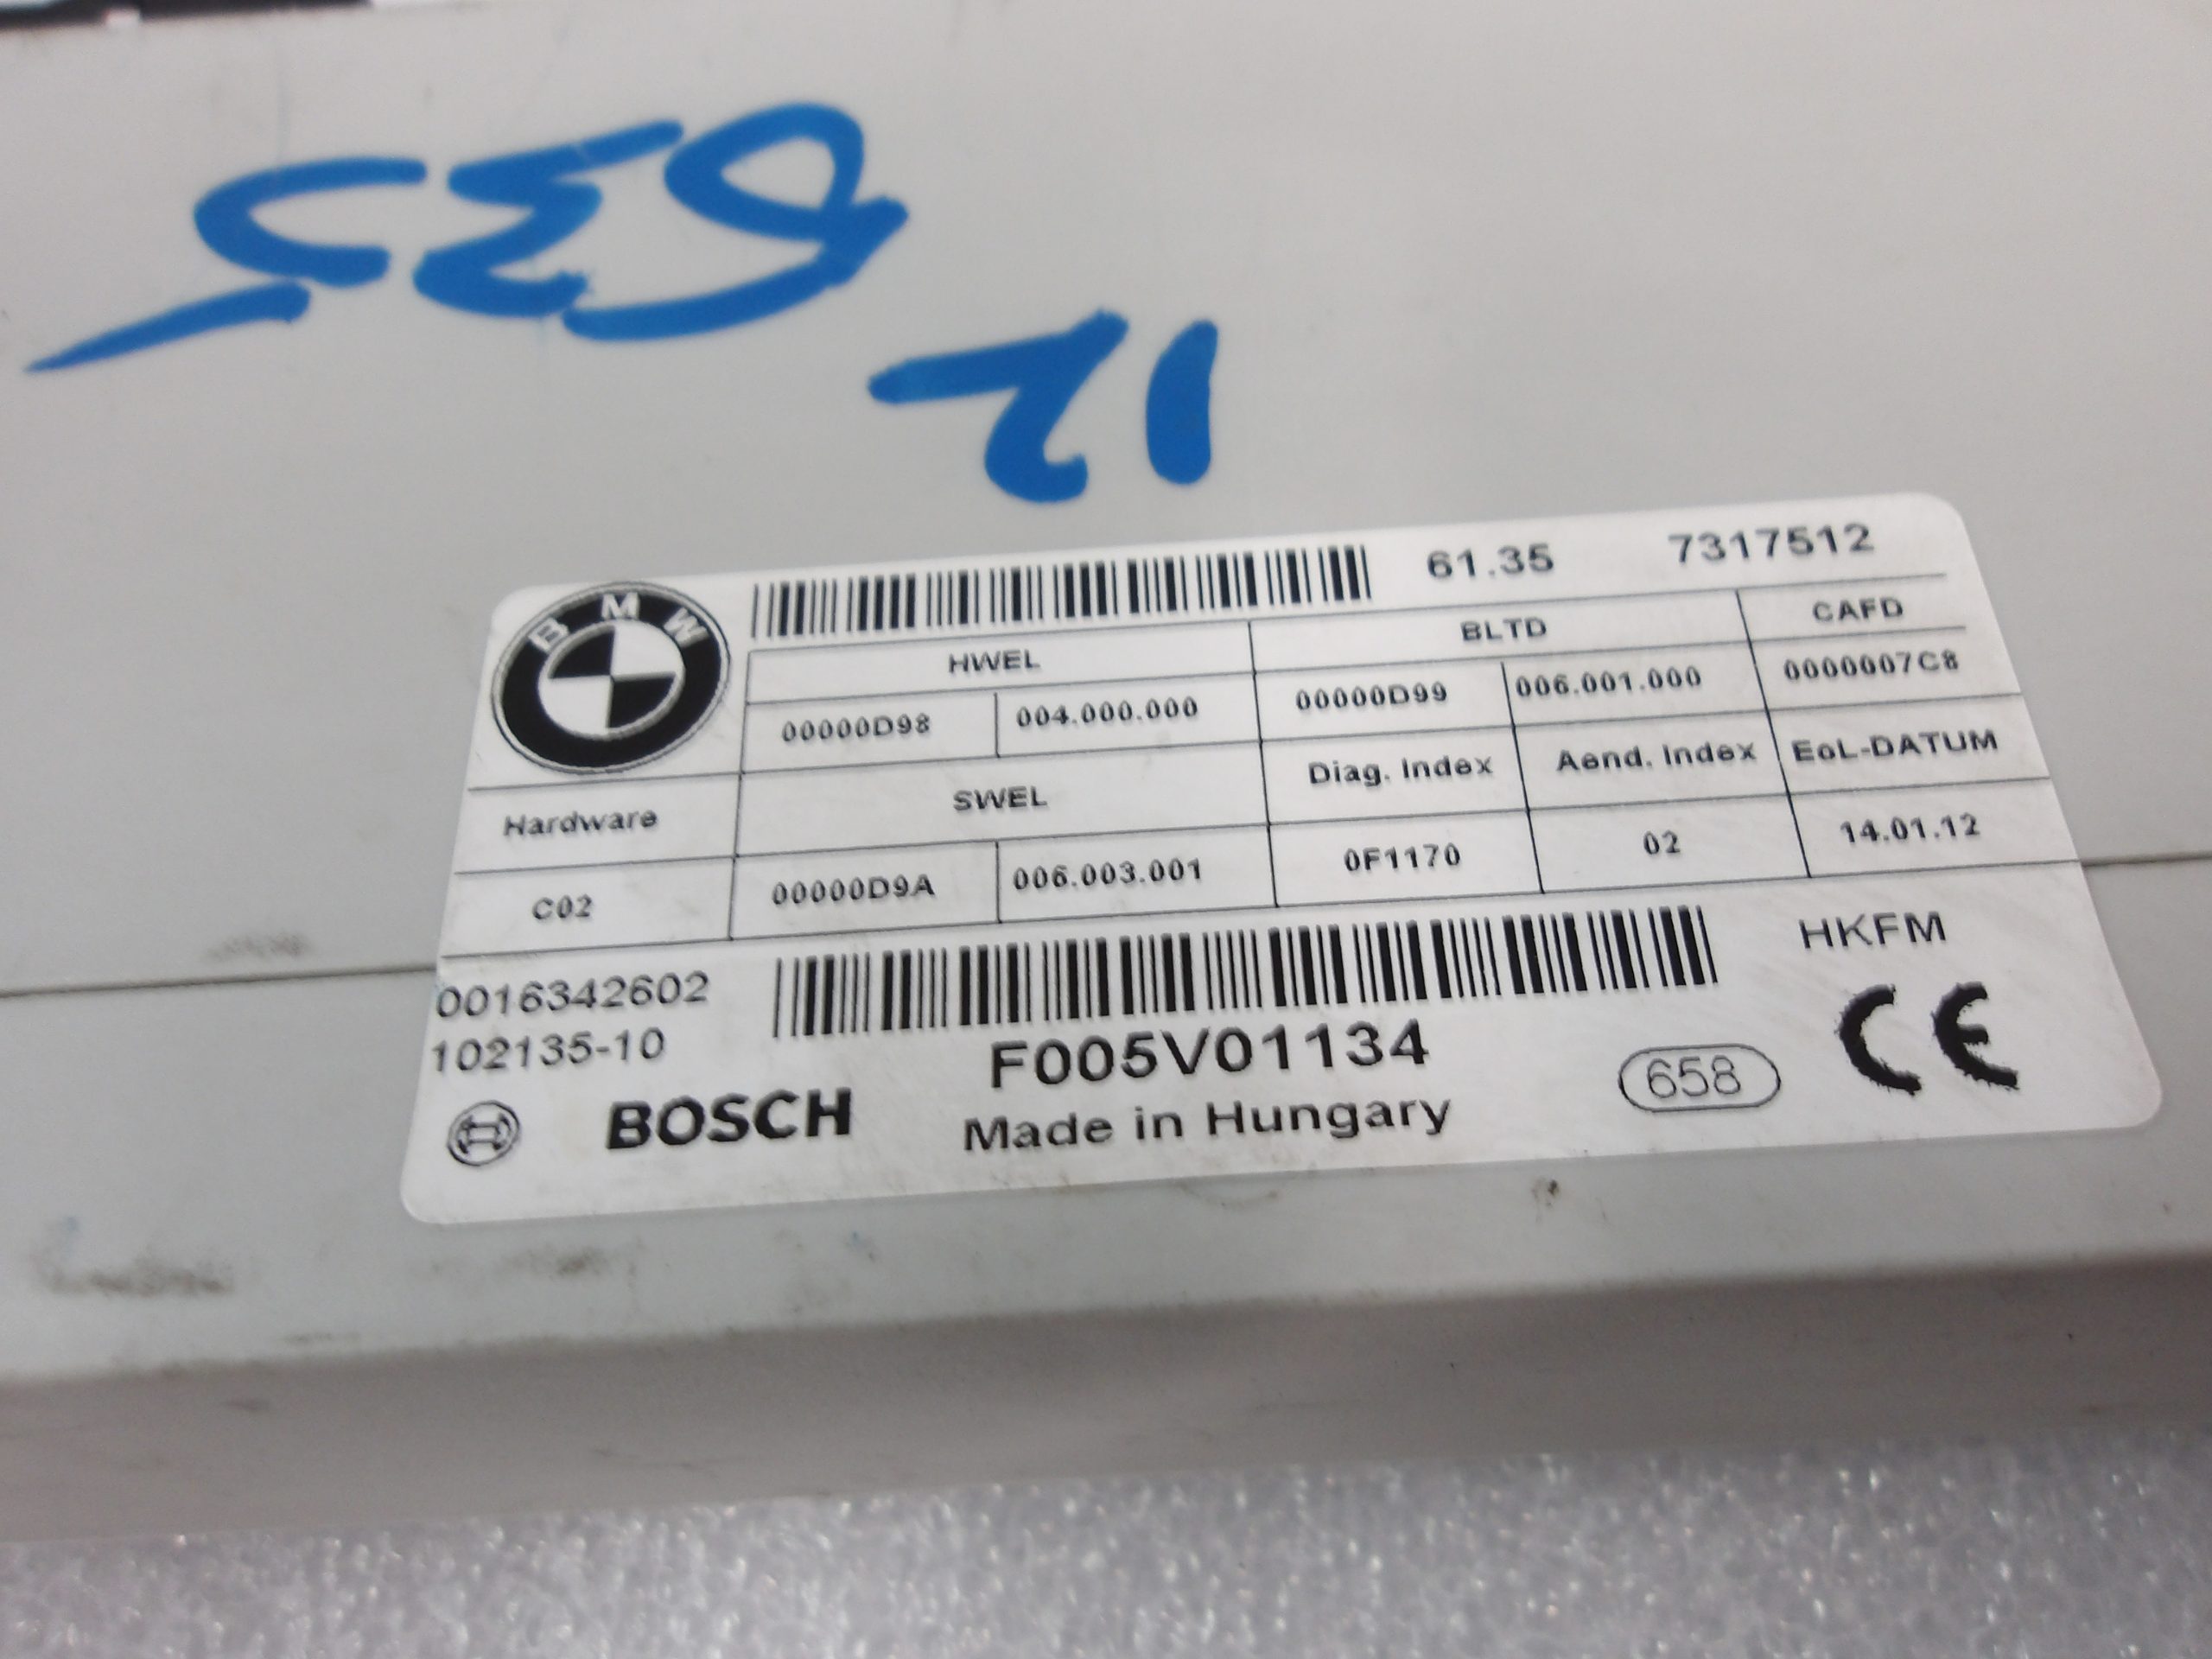 635
12
61.35 7317512
HWEL BLTD CAFD
00000D98 004.000.000 00000D99 006.001.000 0000007C8
Hardware SWEL Diag. Index Aend. Index EoL-DATUM
C02 00000D9A 006.003.001 0F1170 02 14.01.12
BMW
0016342602 HKFM
102135-10 F005V01134
BOSCH Made in Hungary 658 CE